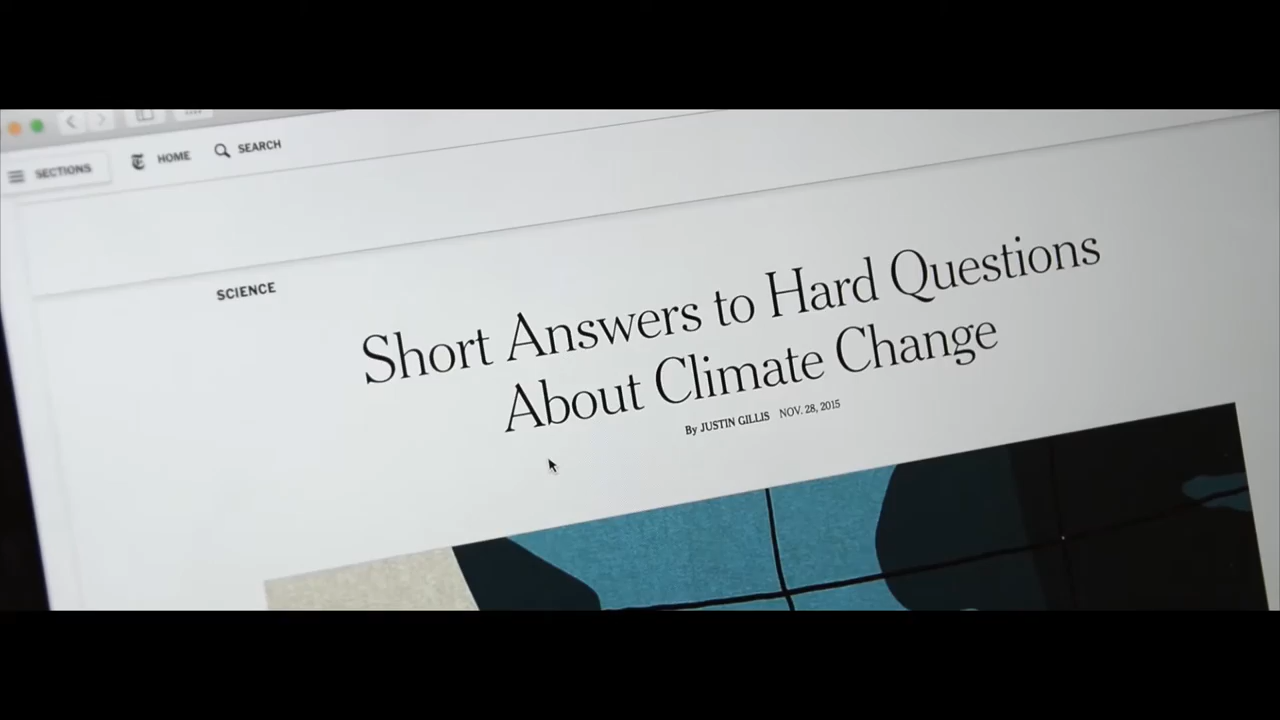 SECTIONS HOME SEARCH
SCIENCE
Short Answers to Hard Questions
About Climate Change
By JUSTIN GILLIS NOV. 28, 2015